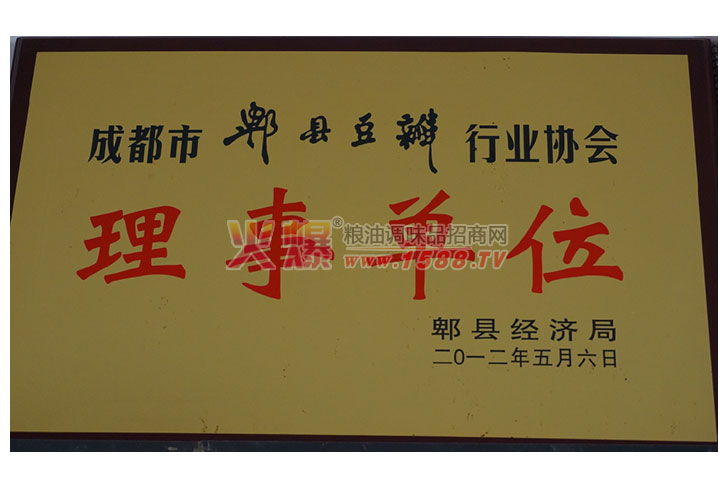 成都市郫县豆瓣行业协会
理事单位
火爆®粮油调味品招商网
www.1588.TV
郫县经济局
二〇一二年五月六日